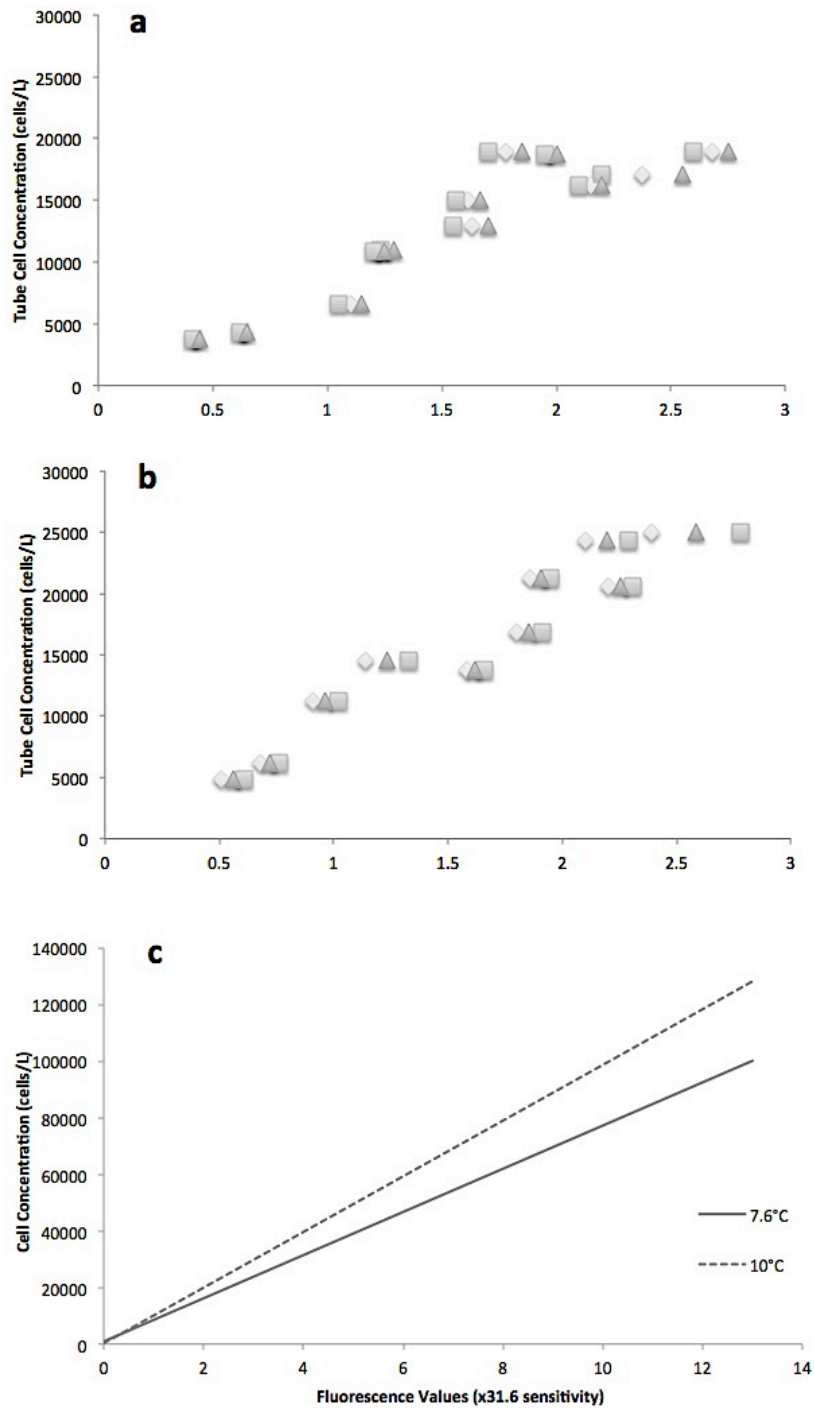 a
30000
25000
20000
15000
10000
5000
0
Tube Cell Concentration (cells/L)
0 0.5 1 1.5 2 2.5 3
b
30000
25000
20000
15000
10000
5000
0
Tube Cell Concentration (cells/L)
0 0.5 1 1.5 2 2.5 3
c
140000
120000
100000
80000
60000
40000
20000
0
Cell Concentration (cells/L)
7.6°C
10°C
0 2 4 6 8 10 12 14
Fluorescence Values (x31.6 sensitivity)